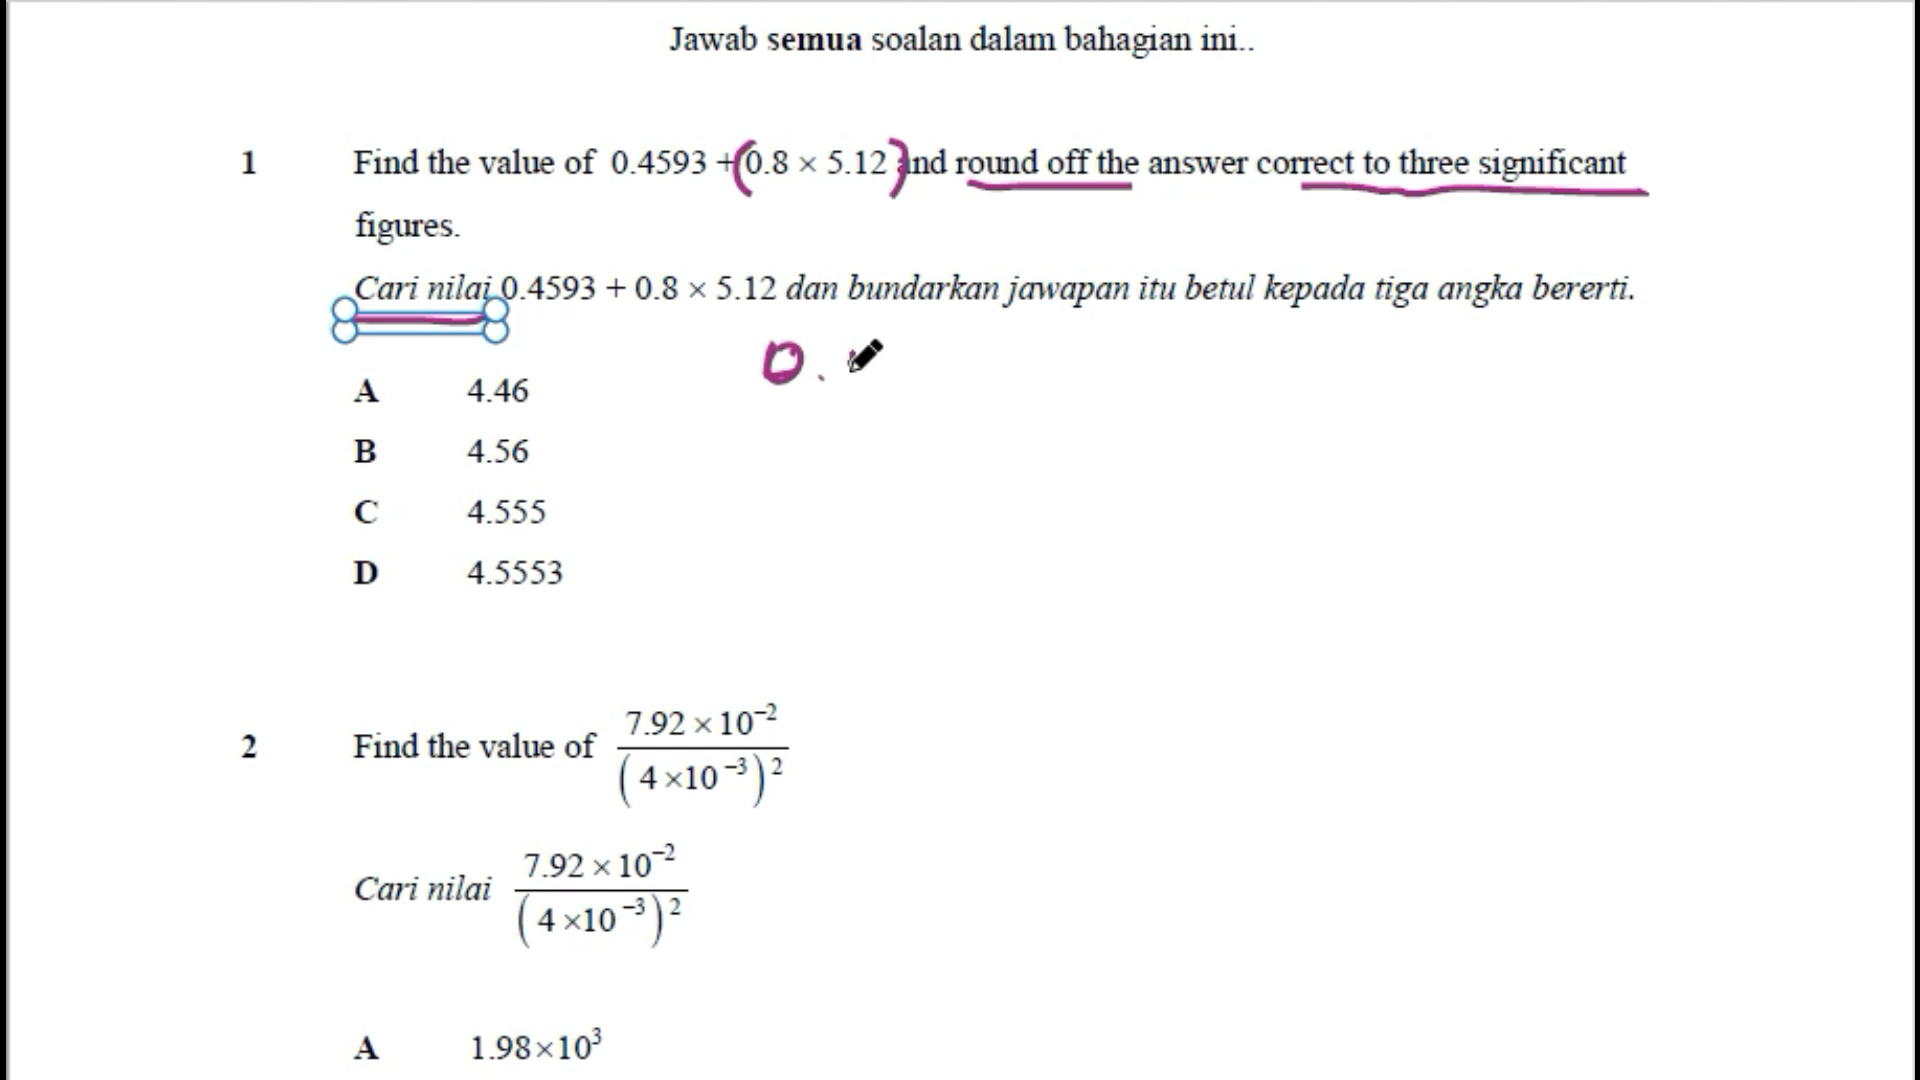 Jawab semua soalan dalam bahagian ini..
1 Find the value of 0.4593 + (0.8 × 5.12) and round off the answer correct to three significant
figures.
Cari nilai 0.4593 + 0.8 × 5.12 dan bundarkan jawapan itu betul kepada tiga angka bererti.
0.
A 4.46
B 4.56
C 4.555
D 4.5553
2 Find the value of 7.92 × 10⁻² / (4 ×10⁻³)²
Cari nilai 7.92 × 10⁻² / (4 ×10⁻³)²
A 1.98×10³